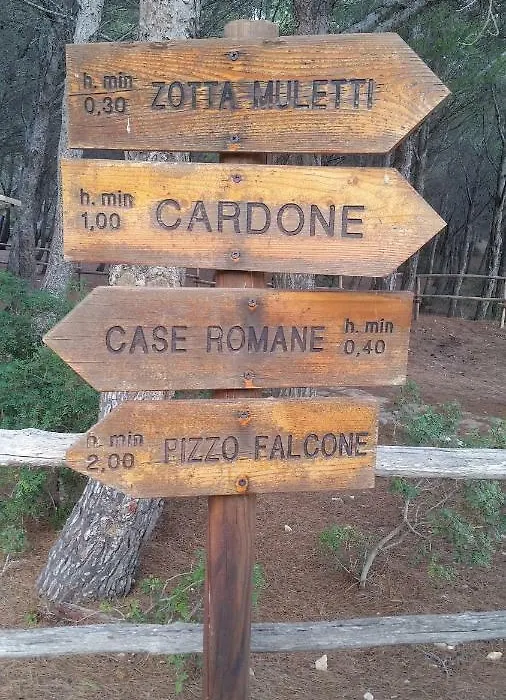 h. min ZOTTA MULETTI
0,30
h. min CARDONE
1,00
CASE ROMANE h. min
0,40
h. min PIZZO FALCONE
2,00